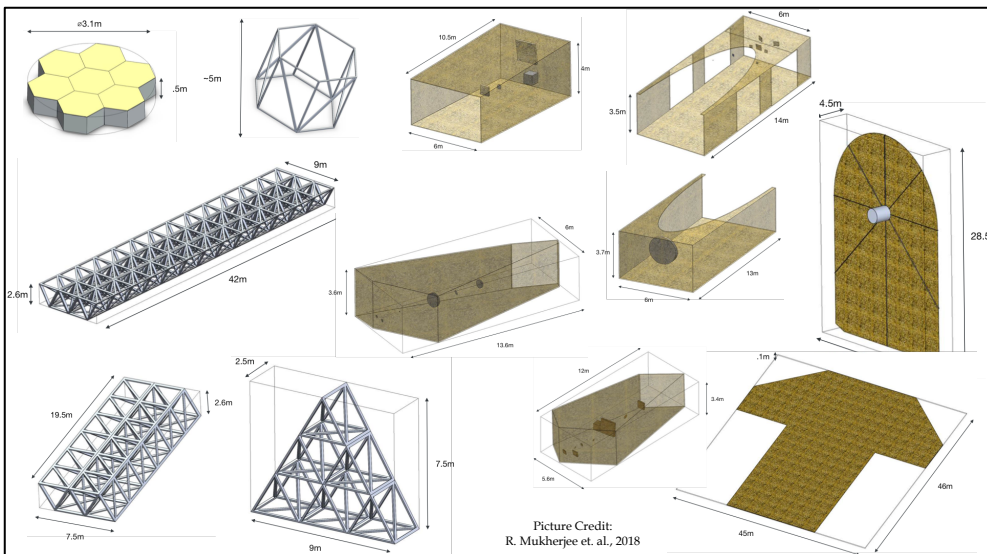 ⌀3.1m
.5m
~5m
10.5m
4m
6m
6m
3.5m
14m
4.5m
28.5
9m
2.6m
42m
6m
3.6m
13.6m
3.7m
6m
13m
19.5m
2.6m
7.5m
2.5m
7.5m
9m
12m
3.4m
5.6m
.1m
46m
45m
Picture Credit:
R. Mukherjee et. al., 2018